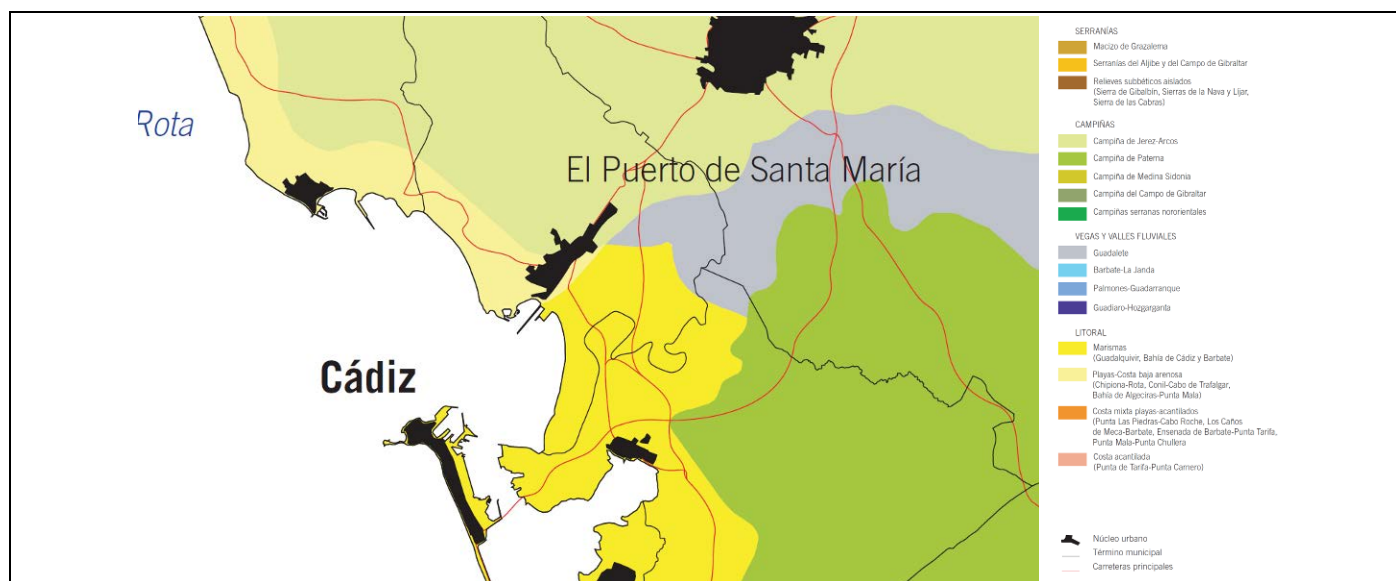 Rota
El Puerto de Santa María
Cádiz
SERRANÍAS
Macizo de Grazalema
Serranías del Aljibe y del Campo de Gibraltar
Relieves subbéticos aislados
(Sierra de Gibalbín, Sierras de la Nava y Líjar,
Sierra de las Cabras)
CAMPIÑAS
Campiña de Jerez-Arcos
Campiña de Paterna
Campiña de Medina Sidonia
Campiña del Campo de Gibraltar
Campiñas serranas nororientales
VEGAS Y VALLES FLUVIALES
Guadalete
Barbate-La Janda
Palmones-Guadarranque
Guadiaro-Hozgarganta
LITORAL
Marismas
(Guadalquivir, Bahía de Cádiz y Barbate)
Playas-Costa baja arenosa
(Chipiona-Rota, Conil-Cabo de Trafalgar,
Bahía de Algeciras-Punta Mala)
Costa mixta playas-acantilados
(Punta Las Piedras-Cabo Roche, Los Caños
de Meca-Barbate, Ensenada de Barbate-Punta Tarifa,
Punta Mala-Punta Chullera
Costa acantilada
(Punta de Tarifa-Punta Carnero)
Núcleo urbano
Término municipal
Carreteras principales